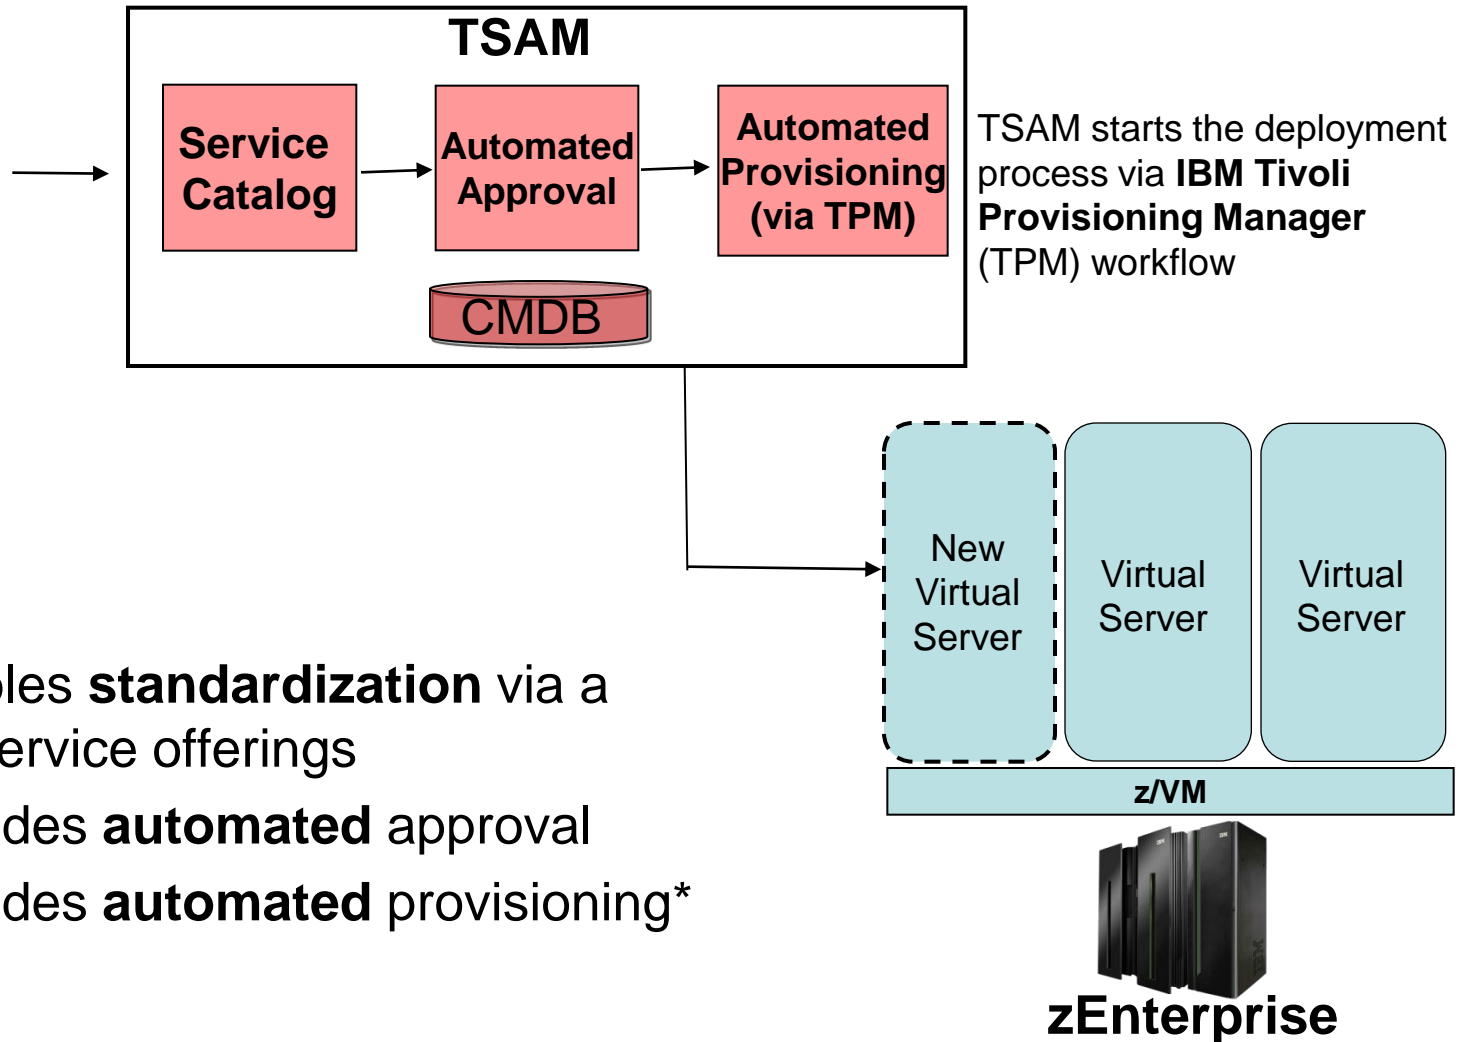 TSAM
Service
Catalog
Automated
Approval
Automated
Provisioning
(via TPM)
CMDB
TSAM starts the deployment
process via IBM Tivoli
Provisioning Manager
(TPM) workflow
New
Virtual
Server
Virtual
Server
Virtual
Server
z/VM
standardization via a
ervice offerings
des automated approval
des automated provisioning*
IBM
zEnterprise